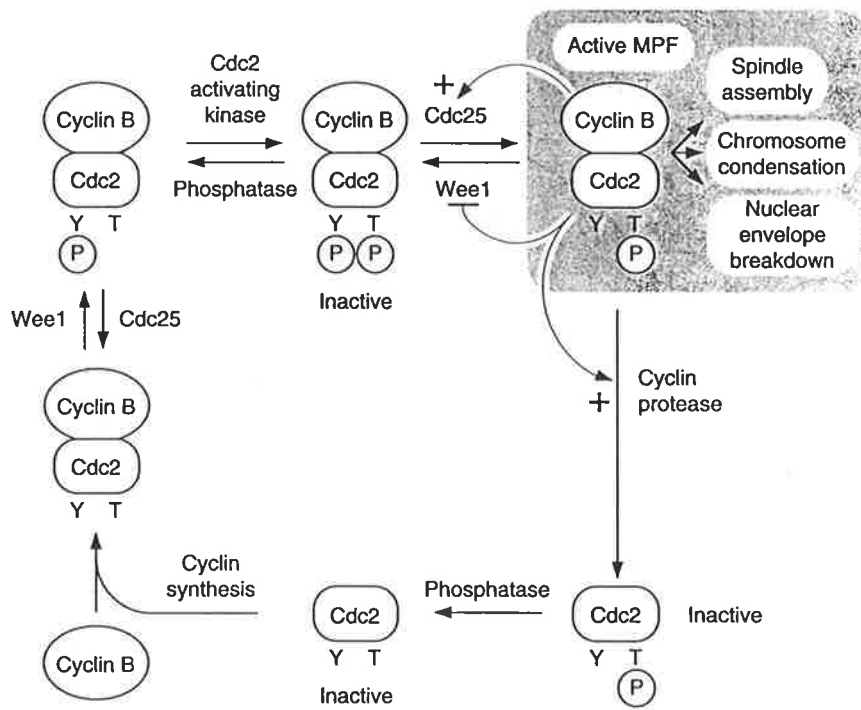 Active MPF
Spindle
assembly
Chromosome
condensation
Nuclear
envelope
breakdown
Cyclin B
Cdc2
Y T
P
Cdc2
activating
kinase
Phosphatase
Cyclin B
Cdc2
Y T
P P
Inactive
+
Cdc25
Wee1
Cyclin B
Cdc2
Y T
P
Wee1 Cdc25
Cyclin B
Cdc2
Y T
+
Cyclin
protease
Cyclin
synthesis
Cyclin B
Cdc2
Y T
Inactive
Phosphatase
Cdc2
Inactive
Y T
P